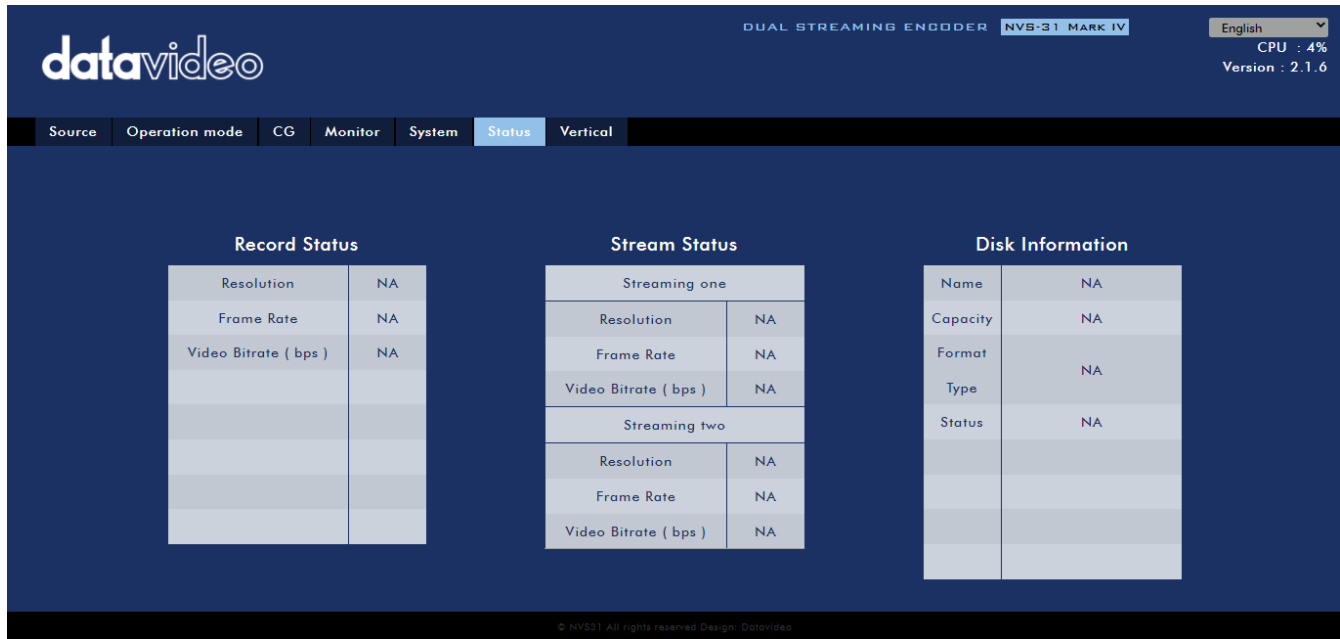 DUAL STREAMING ENCODER NVS-31 MARK IV
English
CPU : 4%
Version : 2.1.6
datavideo
Source Operation mode CG Monitor System Status Vertical
Record Status
Resolution NA
Frame Rate NA
Video Bitrate ( bps ) NA
Stream Status
Streaming one
Resolution NA
Frame Rate NA
Video Bitrate ( bps ) NA
Streaming two
Resolution NA
Frame Rate NA
Video Bitrate ( bps ) NA
Disk Information
Name NA
Capacity NA
Format Type NA
Status NA
© NVS31 All rights reserved Design: Datavideo